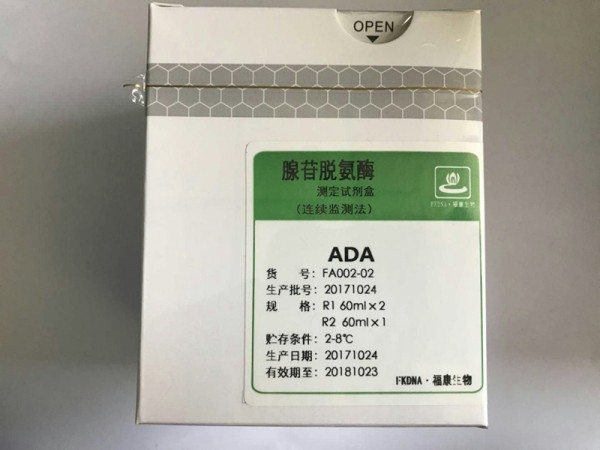 OPEN
腺苷脱氨酶
测定试剂盒
(连续监测法)
ADA
货 号: FA002-02
生产批号: 20171024
规 格: R1 60ml×2
R2 60ml×1
贮存条件: 2-8℃
生产日期: 20171024
有效期至: 20181023
FKDNA·福康生物